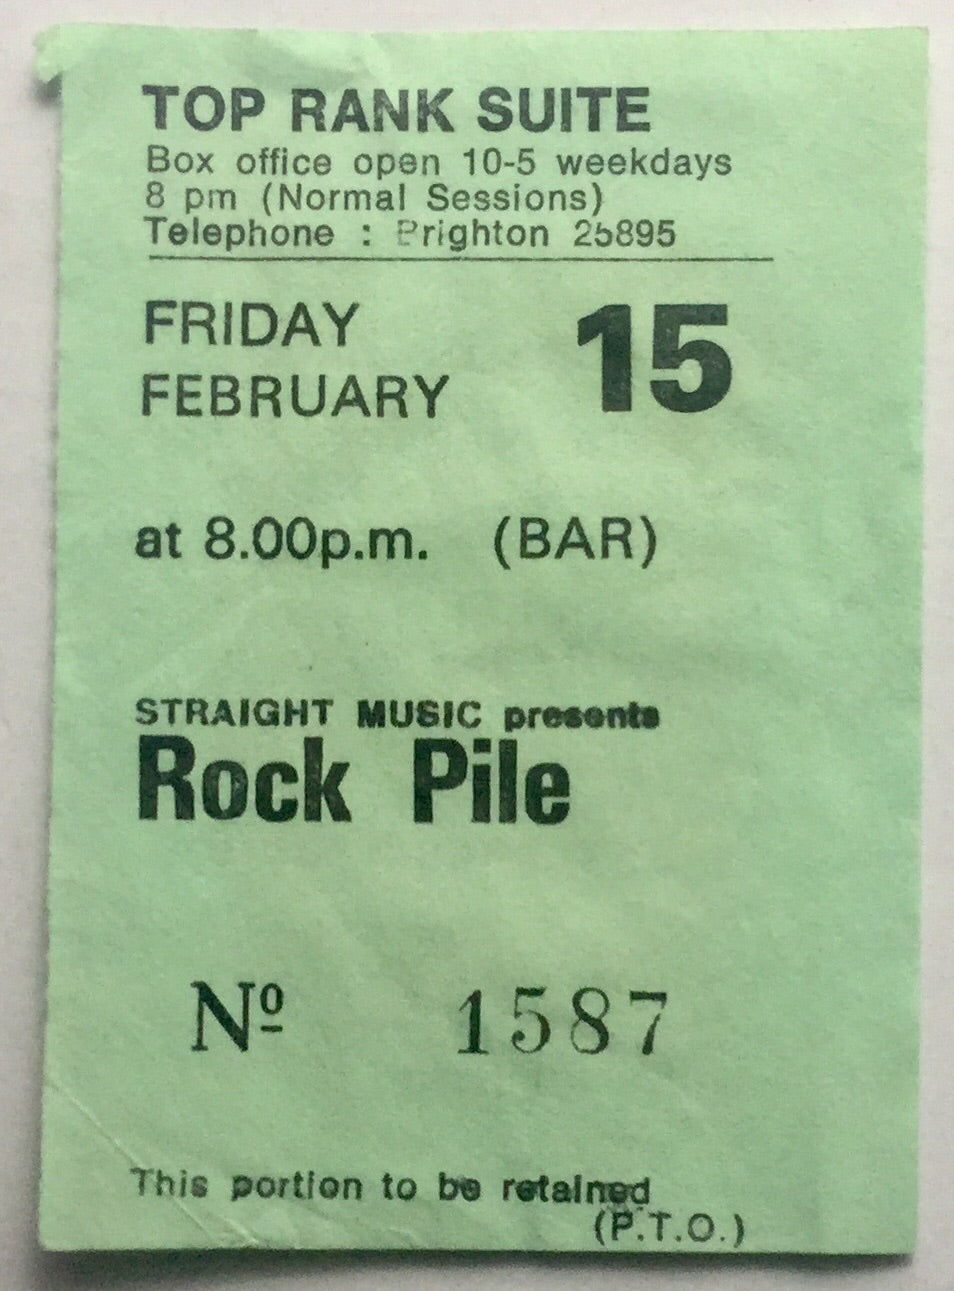 TOP RANK SUITE
Box office open 10-5 weekdays
8 pm (Normal Sessions)
Telephone : Brighton 25895
FRIDAY 15
FEBRUARY
at 8.00p.m. (BAR)
STRAIGHT MUSIC presents
Rock Pile
Nº 1587
This portion to be retained
(P.T.O.)